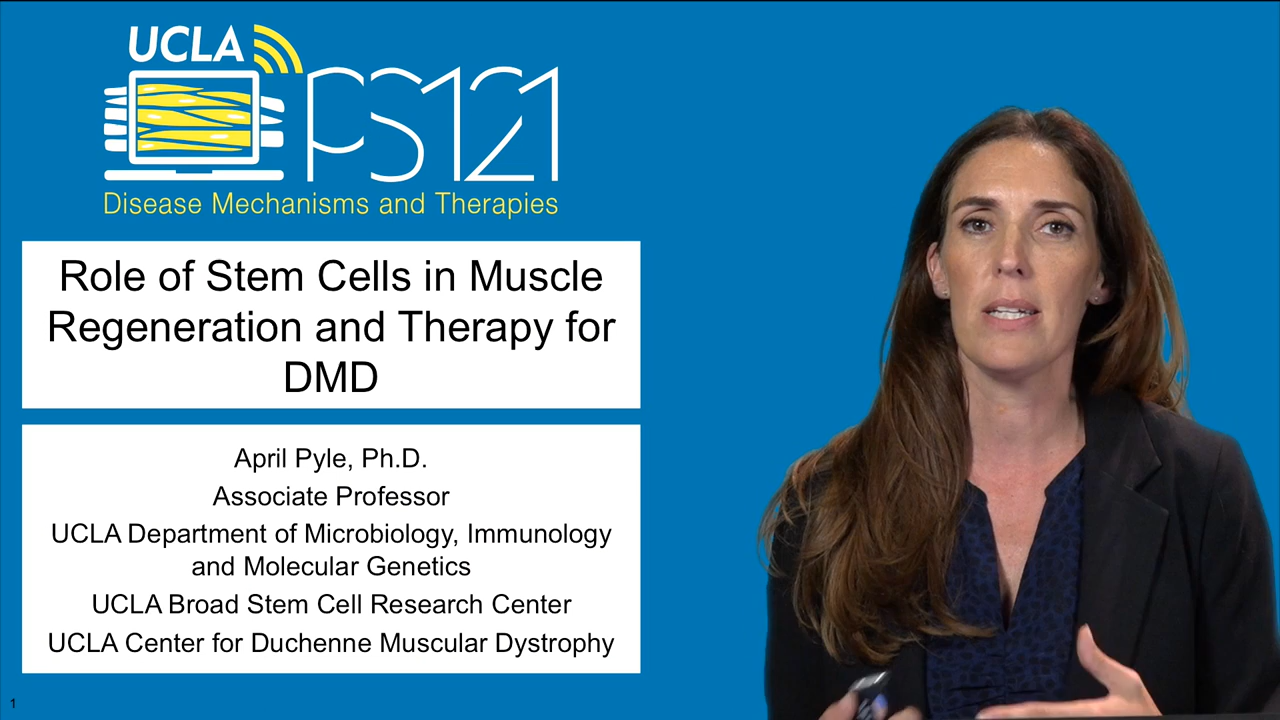 UCLA
PS121
Disease Mechanisms and Therapies
Role of Stem Cells in Muscle
Regeneration and Therapy for
DMD
April Pyle, Ph.D.
Associate Professor
UCLA Department of Microbiology, Immunology
and Molecular Genetics
UCLA Broad Stem Cell Research Center
UCLA Center for Duchenne Muscular Dystrophy
1